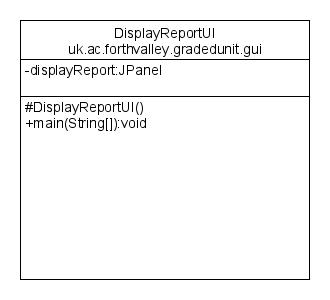 DisplayReportUI
uk.ac.forthvalley.gradedunit.gui
-displayReport:JPanel
#DisplayReportUI()
+main(String[]):void